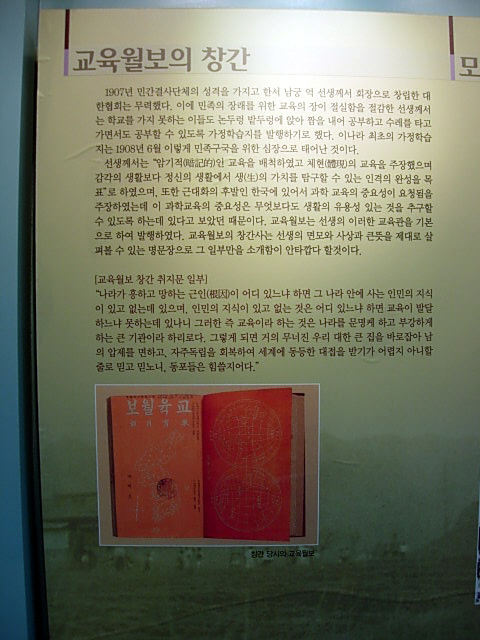 교육월보의 창간
모
1907년 민간결사단체의 성격을 가지고 한서 남궁 억 선생께서 회장으로 창립한 대
한협회는 무력했다. 이에 민족의 장래를 위한 교육의 장이 절실함을 절감한 선생께서
는 학교를 가지 못하는 이들도 논두렁 밭두렁에 앉아 짬을 내어 공부하고 수레를 타고
가면서도 공부할 수 있도록 가정학습지를 발행하기로 했다. 이나라 최초의 가정학습
지는 1908년 6월 이렇게 민족구국을 위한 심장으로 태어난 것이다.
선생께서는 "암기적(暗記的)인 교육을 배척하였고 체현(體現)의 교육을 주장했으며
감각의 생활보다 정신의 생활에서 생(生)의 가치를 탐구할 수 있는 인격의 완성을 목
표"로 하였으며, 또한 근대화의 후발인 한국에 있어서 과학 교육의 중요성이 요청됨을
주장하였는데 이 과학교육의 중요성은 무엇보다도 생활의 유용성 있는 것을 추구할
수 있도록 하는데 있다고 보았던 때문이다. 교육월보는 선생의 이러한 교육관을 기본
으로 하여 발행하였다. 교육월보의 창간사는 선생의 면모와 사상과 큰뜻을 제대로 살
펴볼 수 있는 명문장으로 그 일부만을 소개함이 안타깝다 할것이다.
[교육월보 창간 취지문 일부]
"나라가 흥하고 망하는 근인(根因)이 어디 있느냐 하면 그 나라 안에 사는 인민의 지식
이 있고 없는데 있으며, 인민의 지식이 있고 없는 것은 어디 있느냐 하면 교육이 발달
하느냐 못하는데 있나니 그러한 즉 교육이라 하는 것은 나라를 문명케 하고 부강하게
하는 큰 기관이라 하리로다. 그렇게 되면 거의 무너진 우리 대한 큰 집을 바로잡아 남
의 압제를 면하고, 자주독립을 회복하여 세계에 동등한 대접을 받기가 어렵지 아니할
줄로 믿고 믿노니, 동포들은 힘쓸지어다."
보월육교
창간 당시의 교육월보